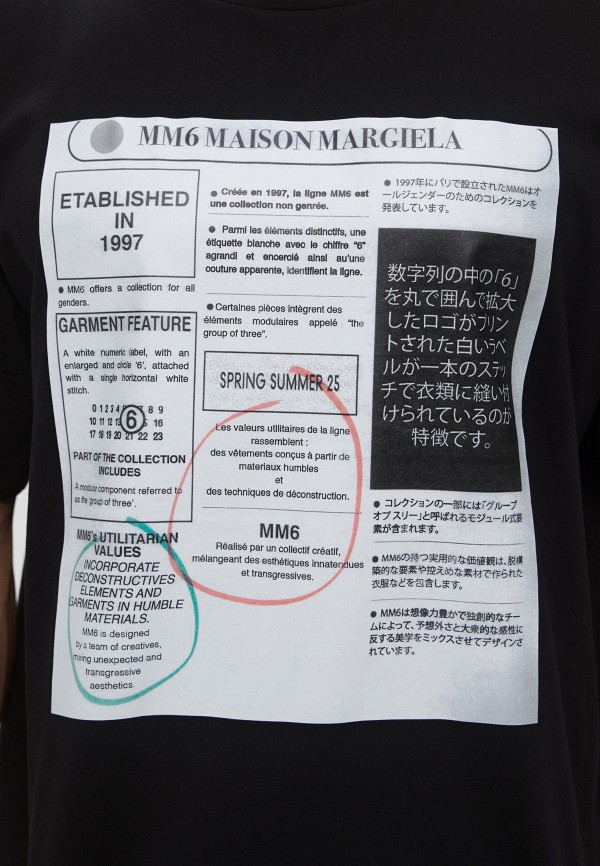 MM6 MAISON MARGIELA
ETABLISHED
IN
1997
● MM6 offers a collection for all
genders.
GARMENT FEATURE
A white numeric label, with an
enlarged and circle '6', attached
with a single horizontal white
stitch.
0 1 2 3 4 6 8 9
10 11 12 13 16
17 18 19 20 21 22 23
PART OF THE COLLECTION
INCLUDES
A modular component referred to
as the 'group of three'.
MM6's UTILITARIAN
VALUES
INCORPORATE
DECONSTRUCTIVES
ELEMENTS AND
GARMENTS IN HUMBLE
MATERIALS.
MM6 is designed
by a team of creatives,
mixing unexpected and
transgressive
aesthetics.
● Créée en 1997, la ligne MM6 est
une collection non genrée.
● Parmi les éléments distinctifs, une
étiquette blanche avec le chiffre "6"
agrandi et encerclé ainsi au'une
couture apparente, identifient la ligne.
● Certaines pièces intègrent des
éléments modulaires appelé "the
group of three".
SPRING SUMMER 25
Les valeurs utilitaires de la ligne
rassemblent :
des vêtements conçus à partir de
materiaux humbles
et
des techniques de déconstruction.
MM6
Réalisé par un collectif créatif,
mélangeant des esthétiques innatendues
et transgressives.
● 1997年にパリで設立されたMM6はオ
ールジェンダーのためのコレクションを
発表しています。
数字列の中の「6」
を丸で囲んで拡大
したロゴがプリン
トされた白いラベ
ルが一本のステッ
チで衣類に縫い付
けられているのが
特徴です。
● コレクションの一部には「グループ
オブ スリー」と呼ばれるモジュール式要
素が含まれます。
● MM6の持つ実用的な価値観は、脱構
築的な要素や控えめな素材で作られた
衣服などを包含します。
● MM6は想像力豊かで独創的なチー
ムによって、予想外さと大衆的な感性に
反する美学をミックスさせてデザインさ
れています。